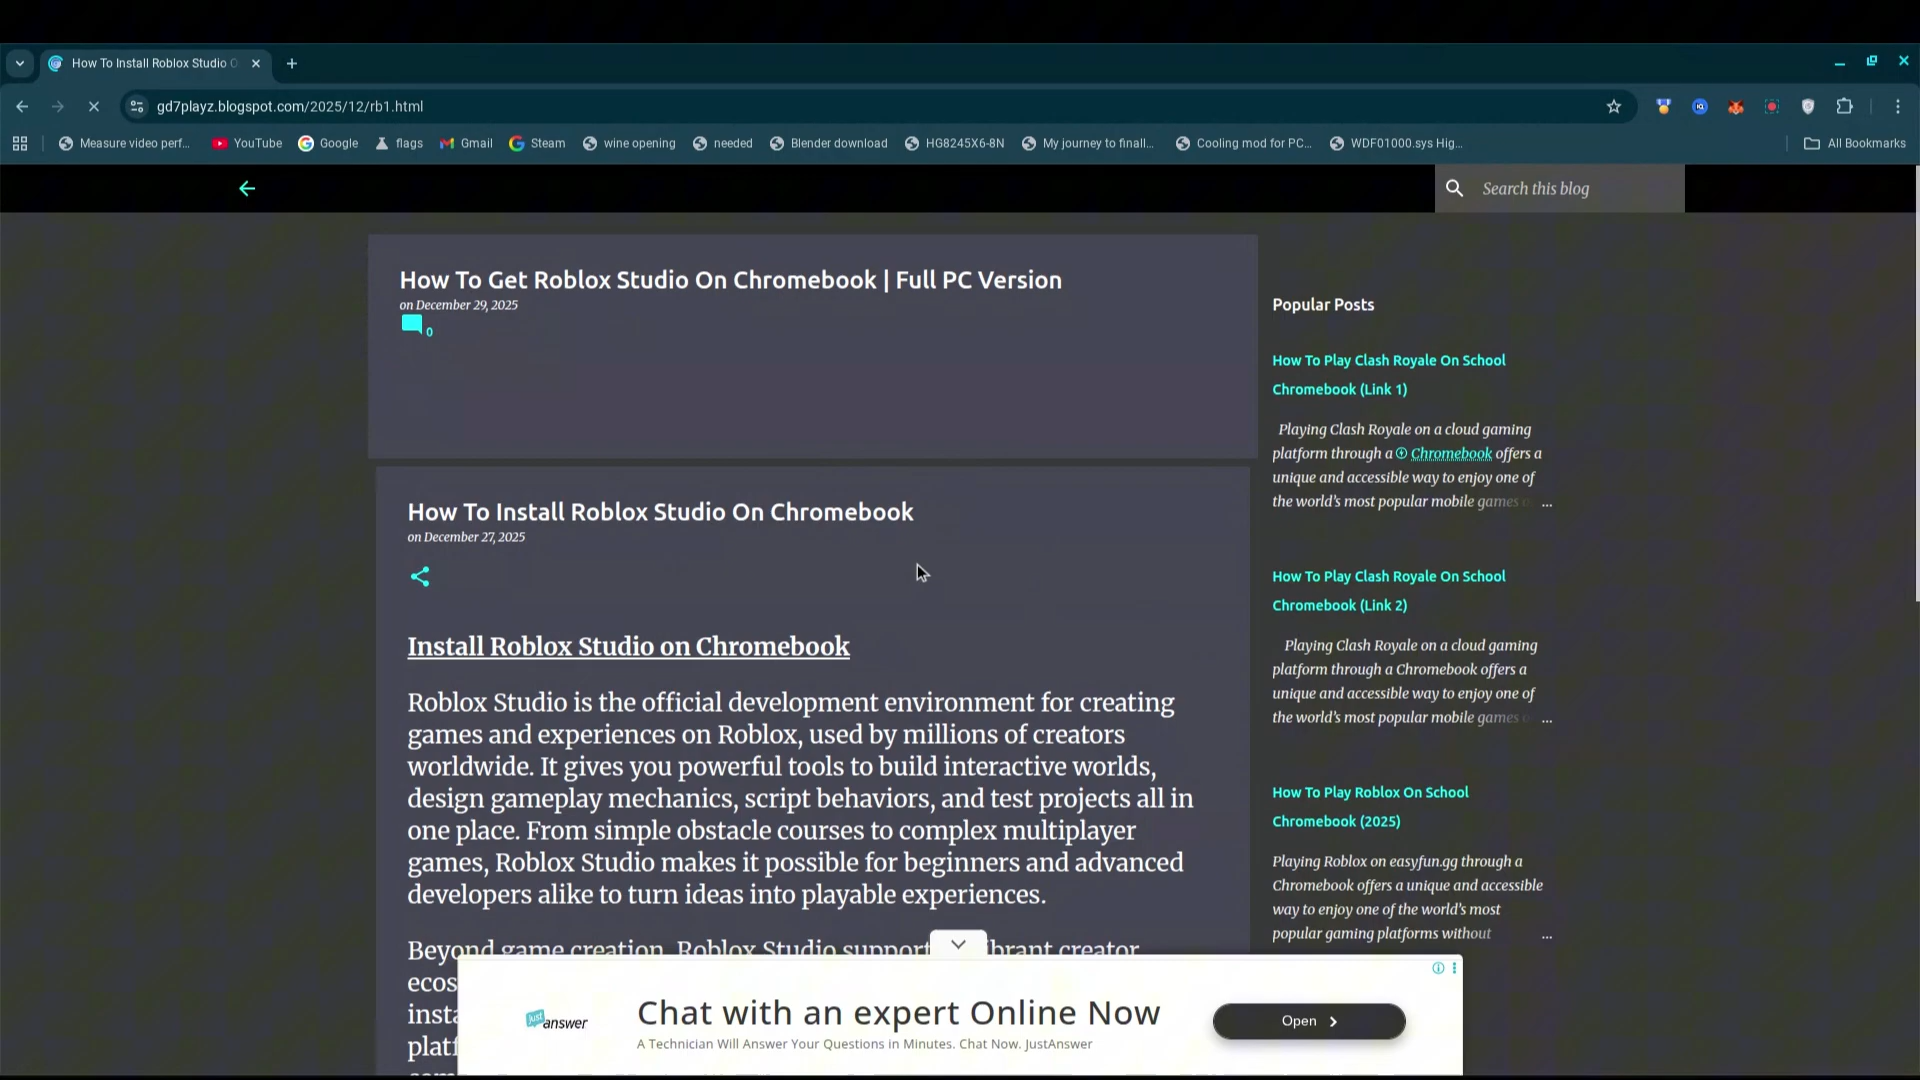 How To Install Roblox Studio O
gd7playz.blogspot.com/2025/12/rb1.html
Measure video perf...
YouTube
Google
flags
Gmail
Steam
wine opening
needed
Blender download
HG8245X6-8N
My journey to finall...
Cooling mod for PC...
WDF01000.sys Hig...
All Bookmarks
Search this blog
How To Get Roblox Studio On Chromebook | Full PC Version
on December 29, 2025
0
How To Install Roblox Studio On Chromebook
on December 27, 2025
Install Roblox Studio on Chromebook
Roblox Studio is the official development environment for creating
games and experiences on Roblox, used by millions of creators
worldwide. It gives you powerful tools to build interactive worlds,
design gameplay mechanics, script behaviors, and test projects all in
one place. From simple obstacle courses to complex multiplayer
games, Roblox Studio makes it possible for beginners and advanced
developers alike to turn ideas into playable experiences.
Beyond game creation, Roblox Studio support brant creator
ecos
insta
platf
Popular Posts
How To Play Clash Royale On School
Chromebook (Link 1)
Playing Clash Royale on a cloud gaming
platform through a Chromebook offers a
unique and accessible way to enjoy one of
the world's most popular mobile games ...
How To Play Clash Royale On School
Chromebook (Link 2)
Playing Clash Royale on a cloud gaming
platform through a Chromebook offers a
unique and accessible way to enjoy one of
the world's most popular mobile games ...
How To Play Roblox On School
Chromebook (2025)
Playing Roblox on easyfun.gg through a
Chromebook offers a unique and accessible
way to enjoy one of the world's most
popular gaming platforms without ...
just answer
Chat with an expert Online Now
A Technician Will Answer Your Questions in Minutes. Chat Now. JustAnswer
Open